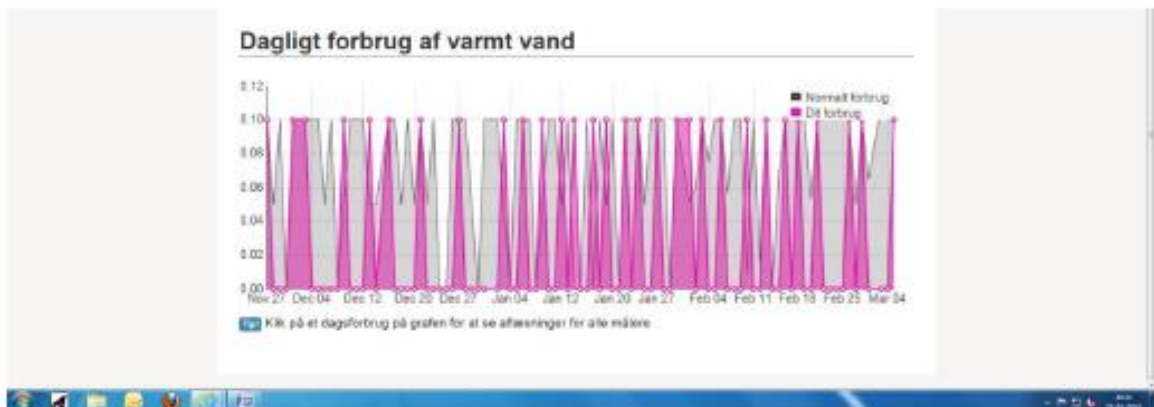 Dagligt forbrug af varmt vand
0.12
Normalt forbrug
0.10
Dit forbrug
0.08
0.06
0.04
0.02
0.00
Nov 27 Dec 04 Dec 12 Dec 20 Dec 27 Jan 04 Jan 12 Jan 20 Jan 27 Feb 04 Feb 11 Feb 18 Feb 25 Mar 04
Klik på et dagsforbrug på grafen for at se aflæsninger for alle målere